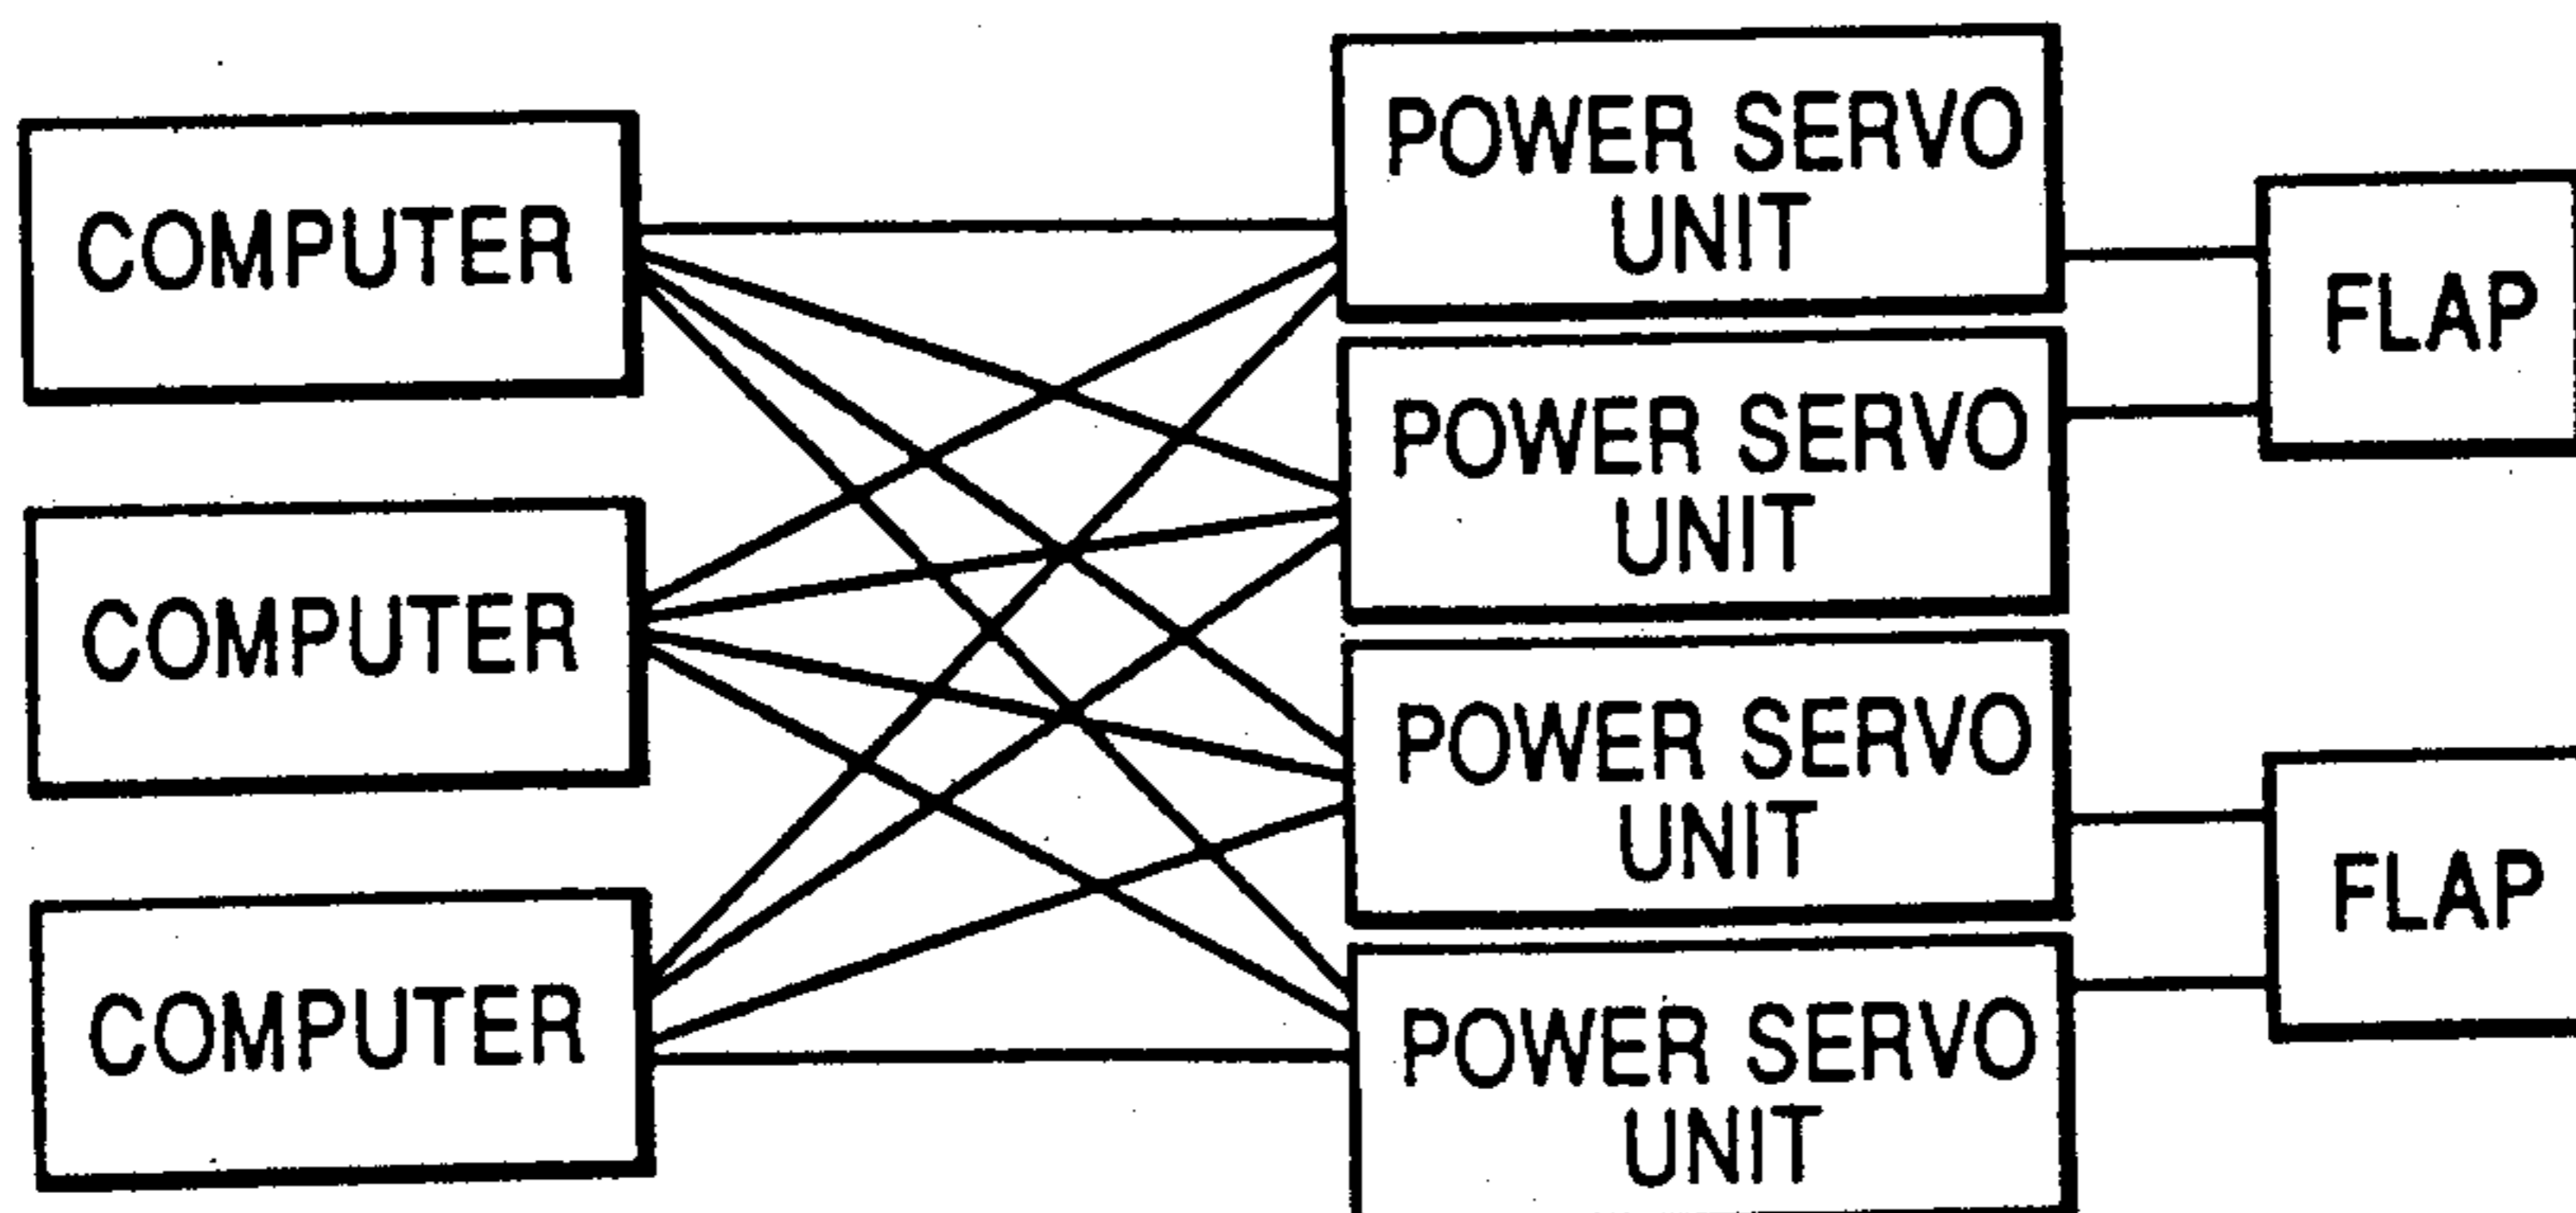 COMPUTER
COMPUTER
COMPUTER
POWER SERVO
UNIT
POWER SERVO
UNIT
POWER SERVO
UNIT
POWER SERVO
UNIT
FLAP
FLAP